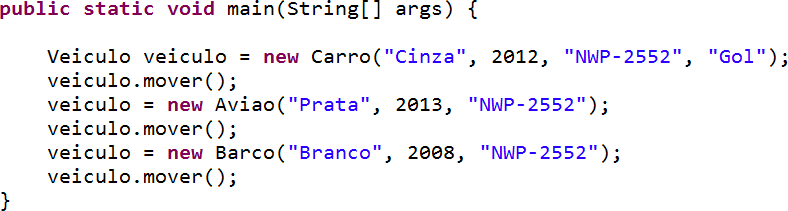 public static void main(String[] args) {
Veiculo veiculo = new Carro("Cinza", 2012, "NWP-2552", "Gol");
veiculo.mover();
veiculo = new Aviao("Prata", 2013, "NWP-2552");
veiculo.mover();
veiculo = new Barco("Branco", 2008, "NWP-2552");
veiculo.mover();
}